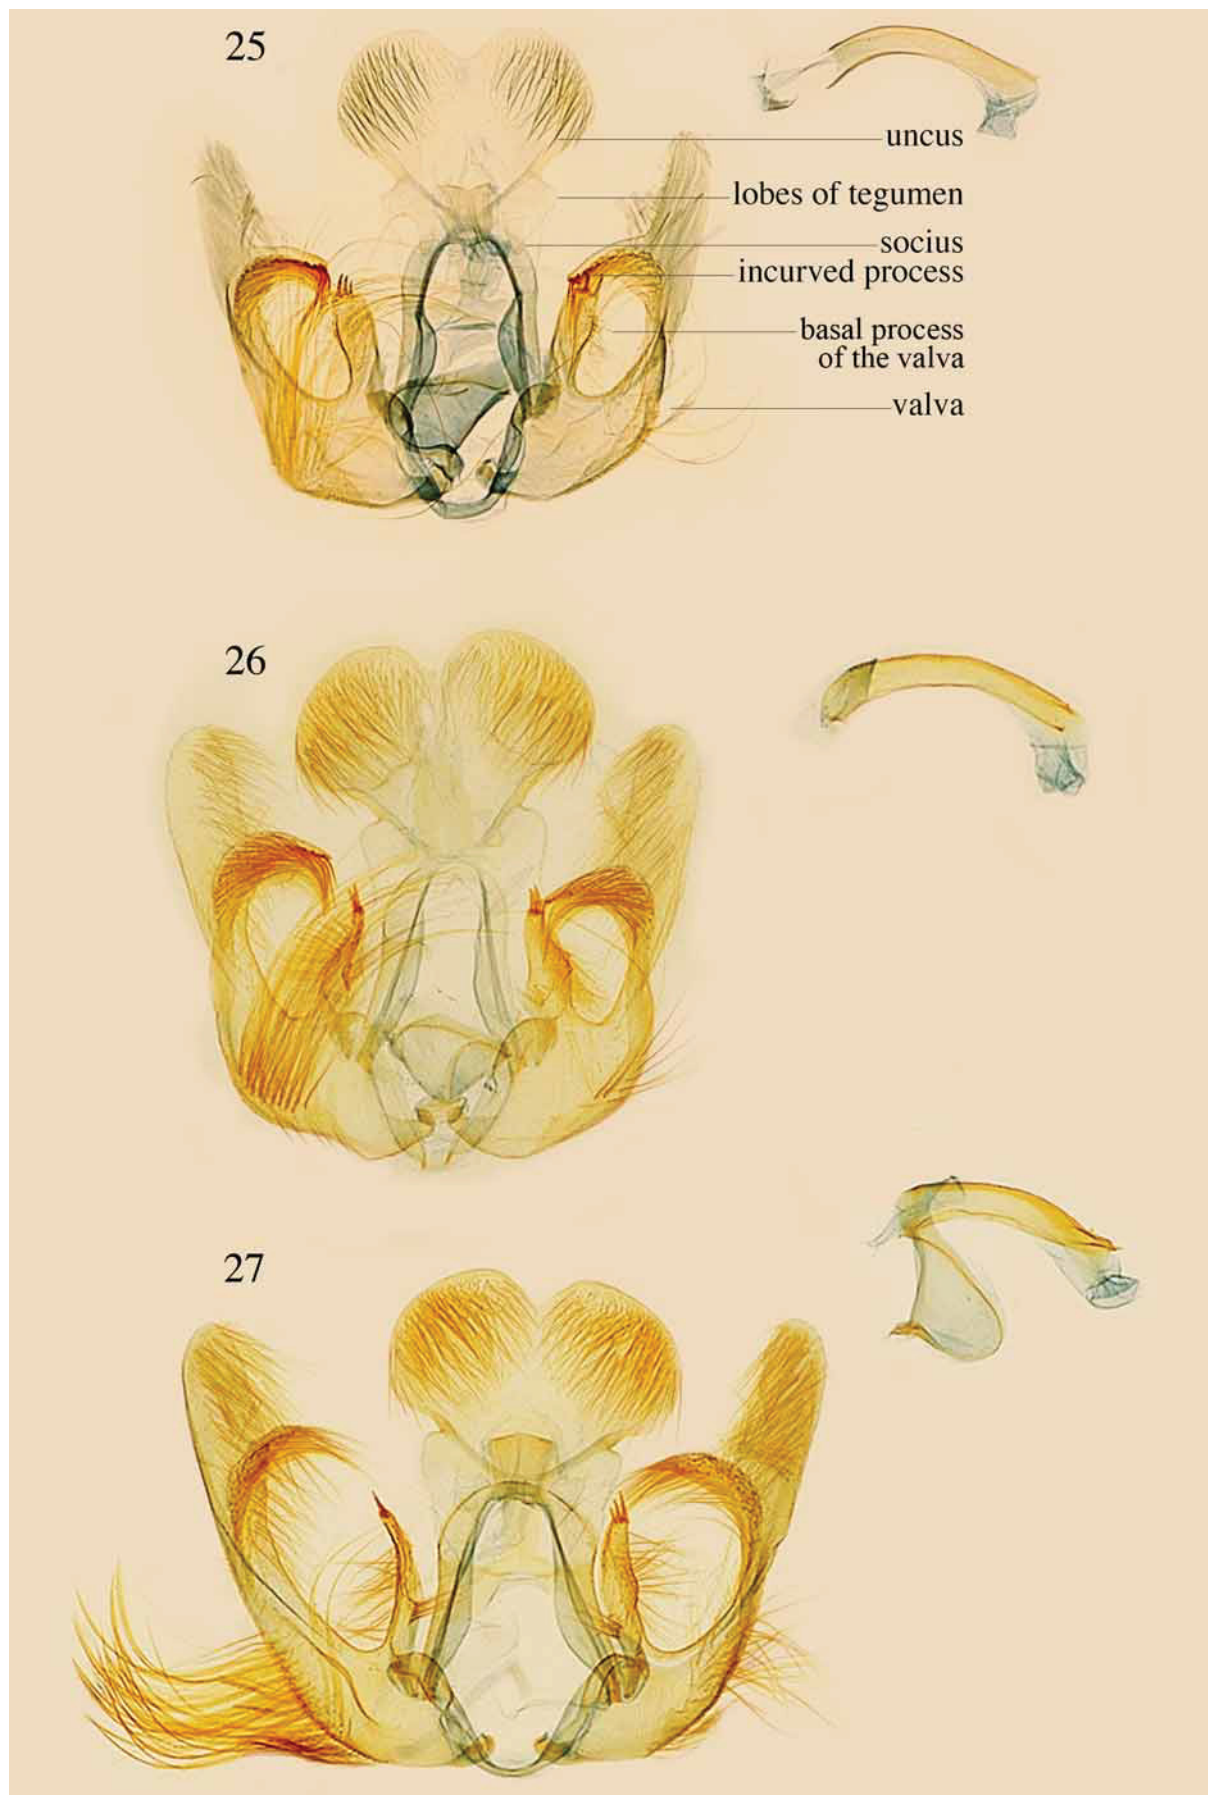 25
uncus
lobes of tegumen
socius
incurved process
basal process
of the valva
valva
26
27